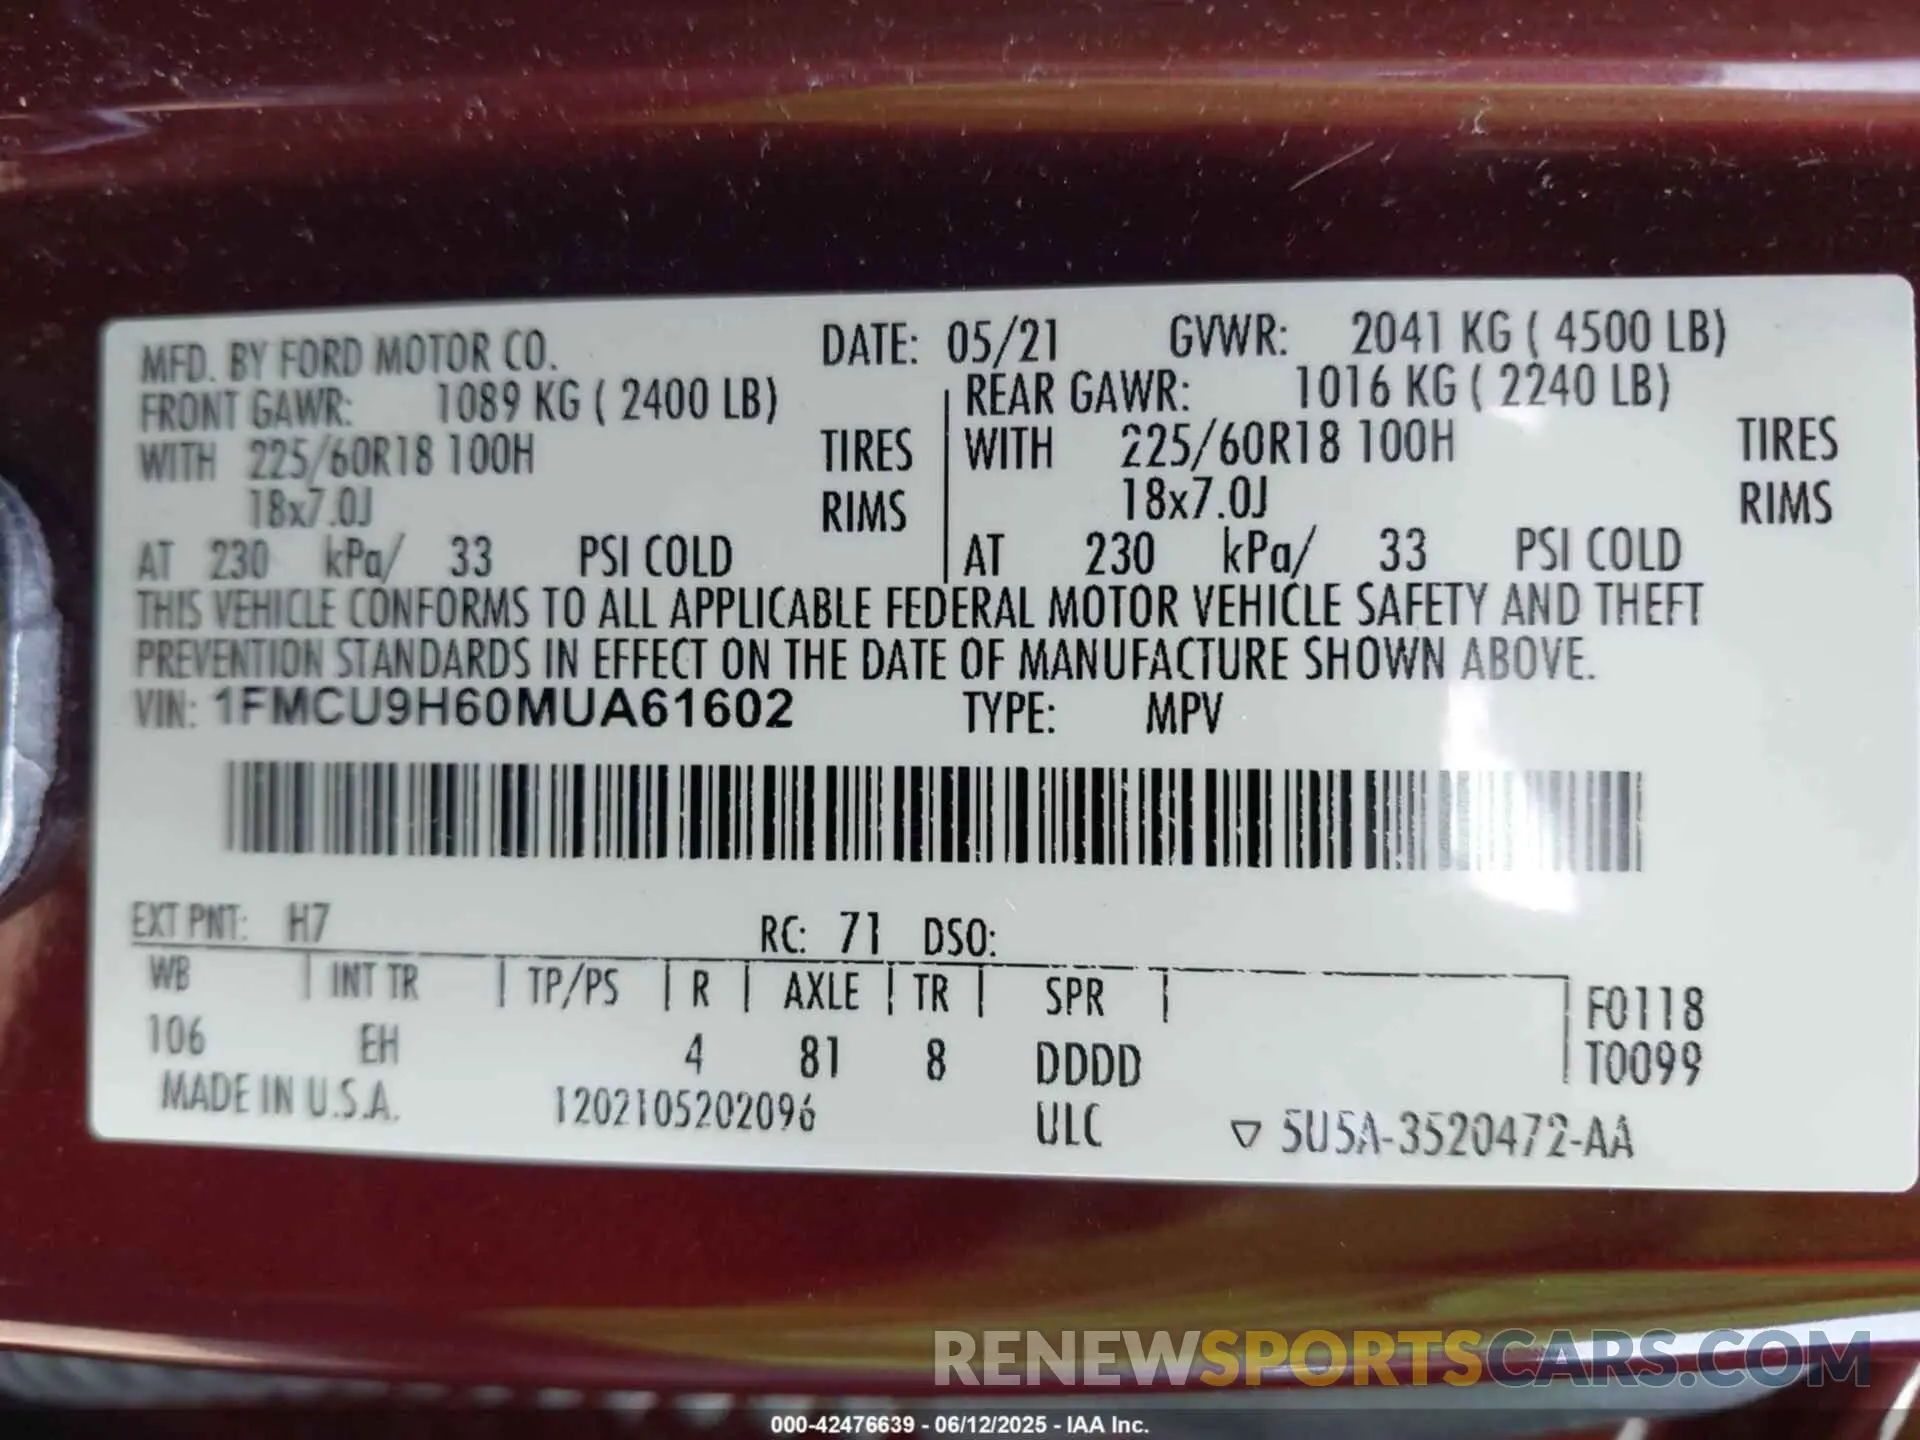 MFD. BY FORD MOTOR CO. DATE: 05/21 GVWR: 2041 KG ( 4500 LB)
FRONT GAWR: 1089 KG ( 2400 LB) REAR GAWR: 1016 KG ( 2240 LB)
WITH 225/60R18 100H TIRES WITH 225/60R18 100H TIRES
18x7.0J RIMS 18x7.0J RIMS
AT 230 kPa/ 33 PSI COLD AT 230 kPa/ 33 PSI COLD
THIS VEHICLE CONFORMS TO ALL APPLICABLE FEDERAL MOTOR VEHICLE SAFETY AND THEFT
PREVENTION STANDARDS IN EFFECT ON THE DATE OF MANUFACTURE SHOWN ABOVE.
VIN: 1FMCU9H60MUA61602 TYPE: MPV
EXT PNT: H7 RC: 71 DSO:
WB INT TR TP/PS R AXLE TR SPR F0118
106 EH 4 81 8 DDDD T0099
MADE IN U.S.A. 1202105202096 ULC ▽ 5U5A-3520472-AA
RENEWSPORTSCARS.COM
000-42476639 - 06/12/2025 - IAA Inc.